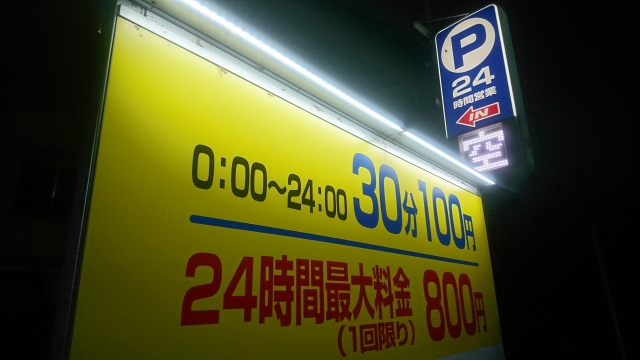 P
24
時間営業
IN
空
0:00〜24:00 30分100円
24時間最大料金 800円
(1回限り)